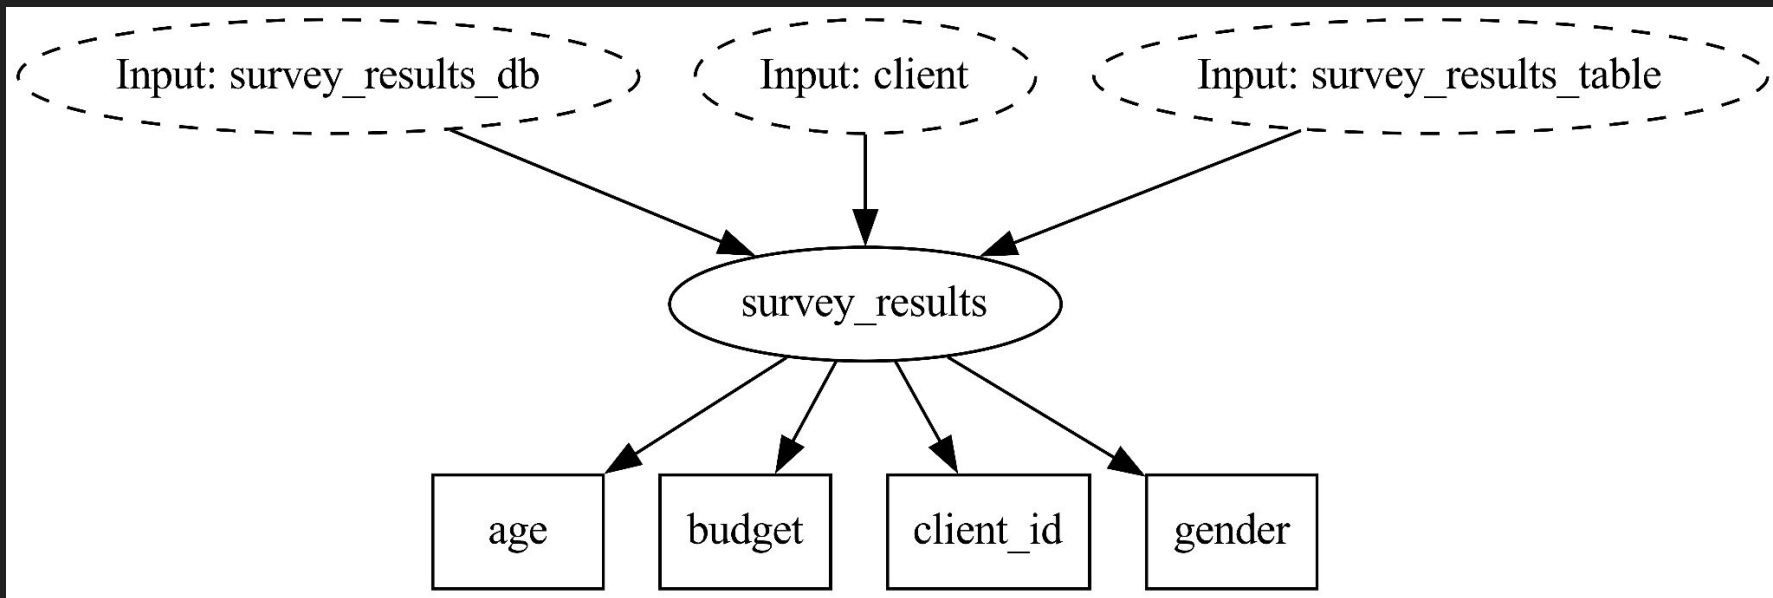 Input: survey_results_db
Input: client
Input: survey_results_table
survey_results
age
budget
client_id
gender